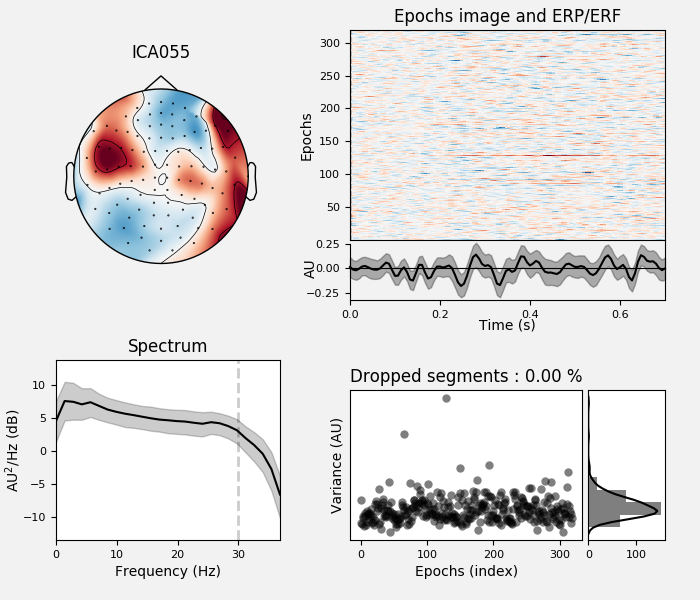 ICA055
Epochs image and ERP/ERF
300
250
200
150
100
50
Epochs
0.25
0.00
−0.25
AU
0.0 0.2 0.4 0.6
Time (s)
Spectrum
10
5
0
−5
−10
AU²/Hz (dB)
0 10 20 30
Frequency (Hz)
Dropped segments : 0.00 %
Variance (AU)
0 100 200 300
Epochs (index)
0 100